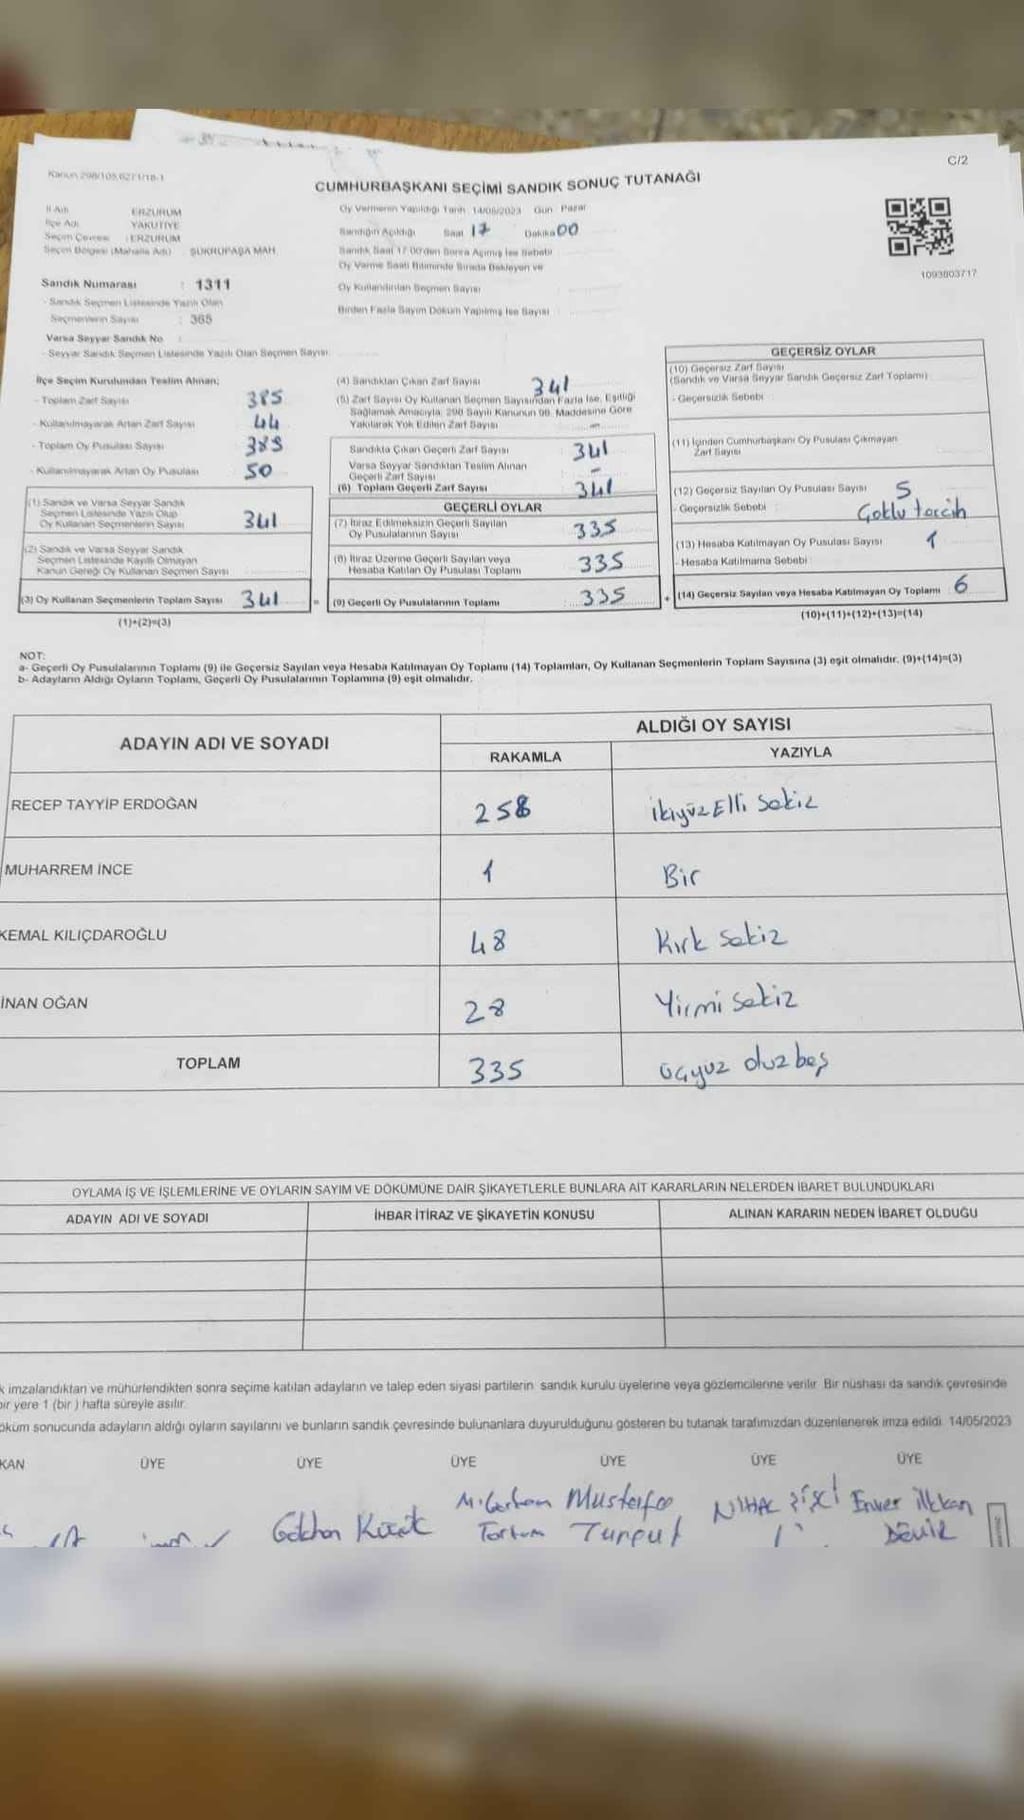 C/2
Kanun 298/105,6271/18-1
CUMHURBAŞKANI SEÇİMİ SANDIK SONUÇ TUTANAĞI
İl Adı : ERZURUM
İlçe Adı : YAKUTİYE
Seçim Çevresi : ERZURUM
Seçim Bölgesi (Mahalle Adı) : ŞÜKRÜPAŞA MAH.
Sandık Numarası : 1311
- Sandık Seçmen Listesinde Yazılı Olan
Seçmenlerin Sayısı : 365
Varsa Seyyar Sandık No
- Seyyar Sandık Seçmen Listesinde Yazılı Olan Seçmen Sayısı
Oy Vermenin Yapıldığı Tarih 14/05/2023 Gün Pazar
Sandığın Açıldığı Saat 17 Dakika 00
Sandık Saat 17.00'den Sonra Açılmış İse Sebebi
Oy Verme Saati Bitiminde Sırada Bekleyen ve
Oy Kullandırılan Seçmen Sayısı
Birden Fazla Sayım Döküm Yapılmış İse Sayısı
1093803717
İlçe Seçim Kurulundan Teslim Alınan;
- Toplam Zarf Sayısı 385
- Kullanılmayarak Artan Zarf Sayısı 44
- Toplam Oy Pusulası Sayısı
- Kullanılmayarak Artan Oy Pusulası 50
(1) Sandık ve Varsa Seyyar Sandık
Seçmen Listesinde Yazılı Olup
Oy Kullanan Seçmenlerin Sayısı 341
(2) Sandık ve Varsa Seyyar Sandık
Seçmen Listesinde Kayıtlı Olmayan
Kanun Gereği Oy Kullanan Seçmen Sayısı
(3) Oy Kullanan Seçmenlerin Toplam Sayısı 341
(1)+(2)=(3)
(4) Sandıktan Çıkan Zarf Sayısı 341
(5) Zarf Sayısı Oy Kullanan Seçmen Sayısından Fazla İse, Eşitliği
Sağlamak Amacıyla, 298 Sayılı Kanunun 98. Maddesine Göre
Yakılarak Yok Edilen Zarf Sayısı -
Sandıkta Çıkan Geçerli Zarf Sayısı 341
Varsa Seyyar Sandıktan Teslim Alınan
Geçerli Zarf Sayısı -
(6) Toplam Geçerli Zarf Sayısı 341
GEÇERLİ OYLAR
(7) İtiraz Edilmeksizin Geçerli Sayılan
Oy Pusulalarının Sayısı 335
(8) İtiraz Üzerine Geçerli Sayılan veya
Hesaba Katılan Oy Pusulası Toplamı 335
(9) Geçerli Oy Pusulalarının Toplamı 335
GEÇERSİZ OYLAR
(10) Geçersiz Zarf Sayısı
(Sandık ve Varsa Seyyar Sandık Geçersiz Zarf Toplamı)
- Geçersizlik Sebebi
(11) İçinden Cumhurbaşkanı Oy Pusulası Çıkmayan
Zarf Sayısı
(12) Geçersiz Sayılan Oy Pusulası Sayısı 5
- Geçersizlik Sebebi Çoklu tercih
(13) Hesaba Katılmayan Oy Pusulası Sayısı 1
- Hesaba Katılmama Sebebi
(14) Geçersiz Sayılan veya Hesaba Katılmayan Oy Toplamı 6
(10)+(11)+(12)+(13)=(14)
NOT:
a- Geçerli Oy Pusulalarının Toplamı (9) ile Geçersiz Sayılan veya Hesaba Katılmayan Oy Toplamı (14) Toplamları, Oy Kullanan Seçmenlerin Toplam Sayısına (3) eşit olmalıdır. (9)+(14)=(3)
b- Adayların Aldığı Oyların Toplamı, Geçerli Oy Pusulalarının Toplamına (9) eşit olmalıdır.
ADAYIN ADI VE SOYADI ALDIĞI OY SAYISI
RAKAMLA YAZIYLA
RECEP TAYYİP ERDOĞAN 258 ikiyüzElli Sekiz
MUHARREM İNCE 1 Bir
KEMAL KILIÇDAROĞLU 48 Kırk sekiz
İNAN OĞAN 28 Yirmi sekiz
TOPLAM 335 üçyüz otuz beş
OYLAMA İŞ VE İŞLEMLERİNE VE OYLARIN SAYIM VE DÖKÜMÜNE DAİR ŞİKAYETLERLE BUNLARA AİT KARARLARIN NELERDEN İBARET BULUNDUKLARI
ADAYIN ADI VE SOYADI İHBAR İTİRAZ VE ŞİKAYETİN KONUSU ALINAN KARARIN NEDEN İBARET OLDUĞU
k imzalandıktan ve mühürlendikten sonra seçime katılan adayların ve talep eden siyasi partilerin sandık kurulu üyelerine veya gözlemcilerine verilir. Bir nüshası da sandık çevresinde
bir yere 1 (bir ) hafta süreyle asılır.
öküm sonucunda adayların aldığı oyların sayılarını ve bunların sandık çevresinde bulunanlara duyurulduğunu gösteren bu tutanak tarafımızdan düzenlenerek imza edildi. 14/05/2023
KAN ÜYE ÜYE ÜYE ÜYE ÜYE ÜYE
Gökhan Küçük Mustafa Turgut NİHAL Enver İlkkan